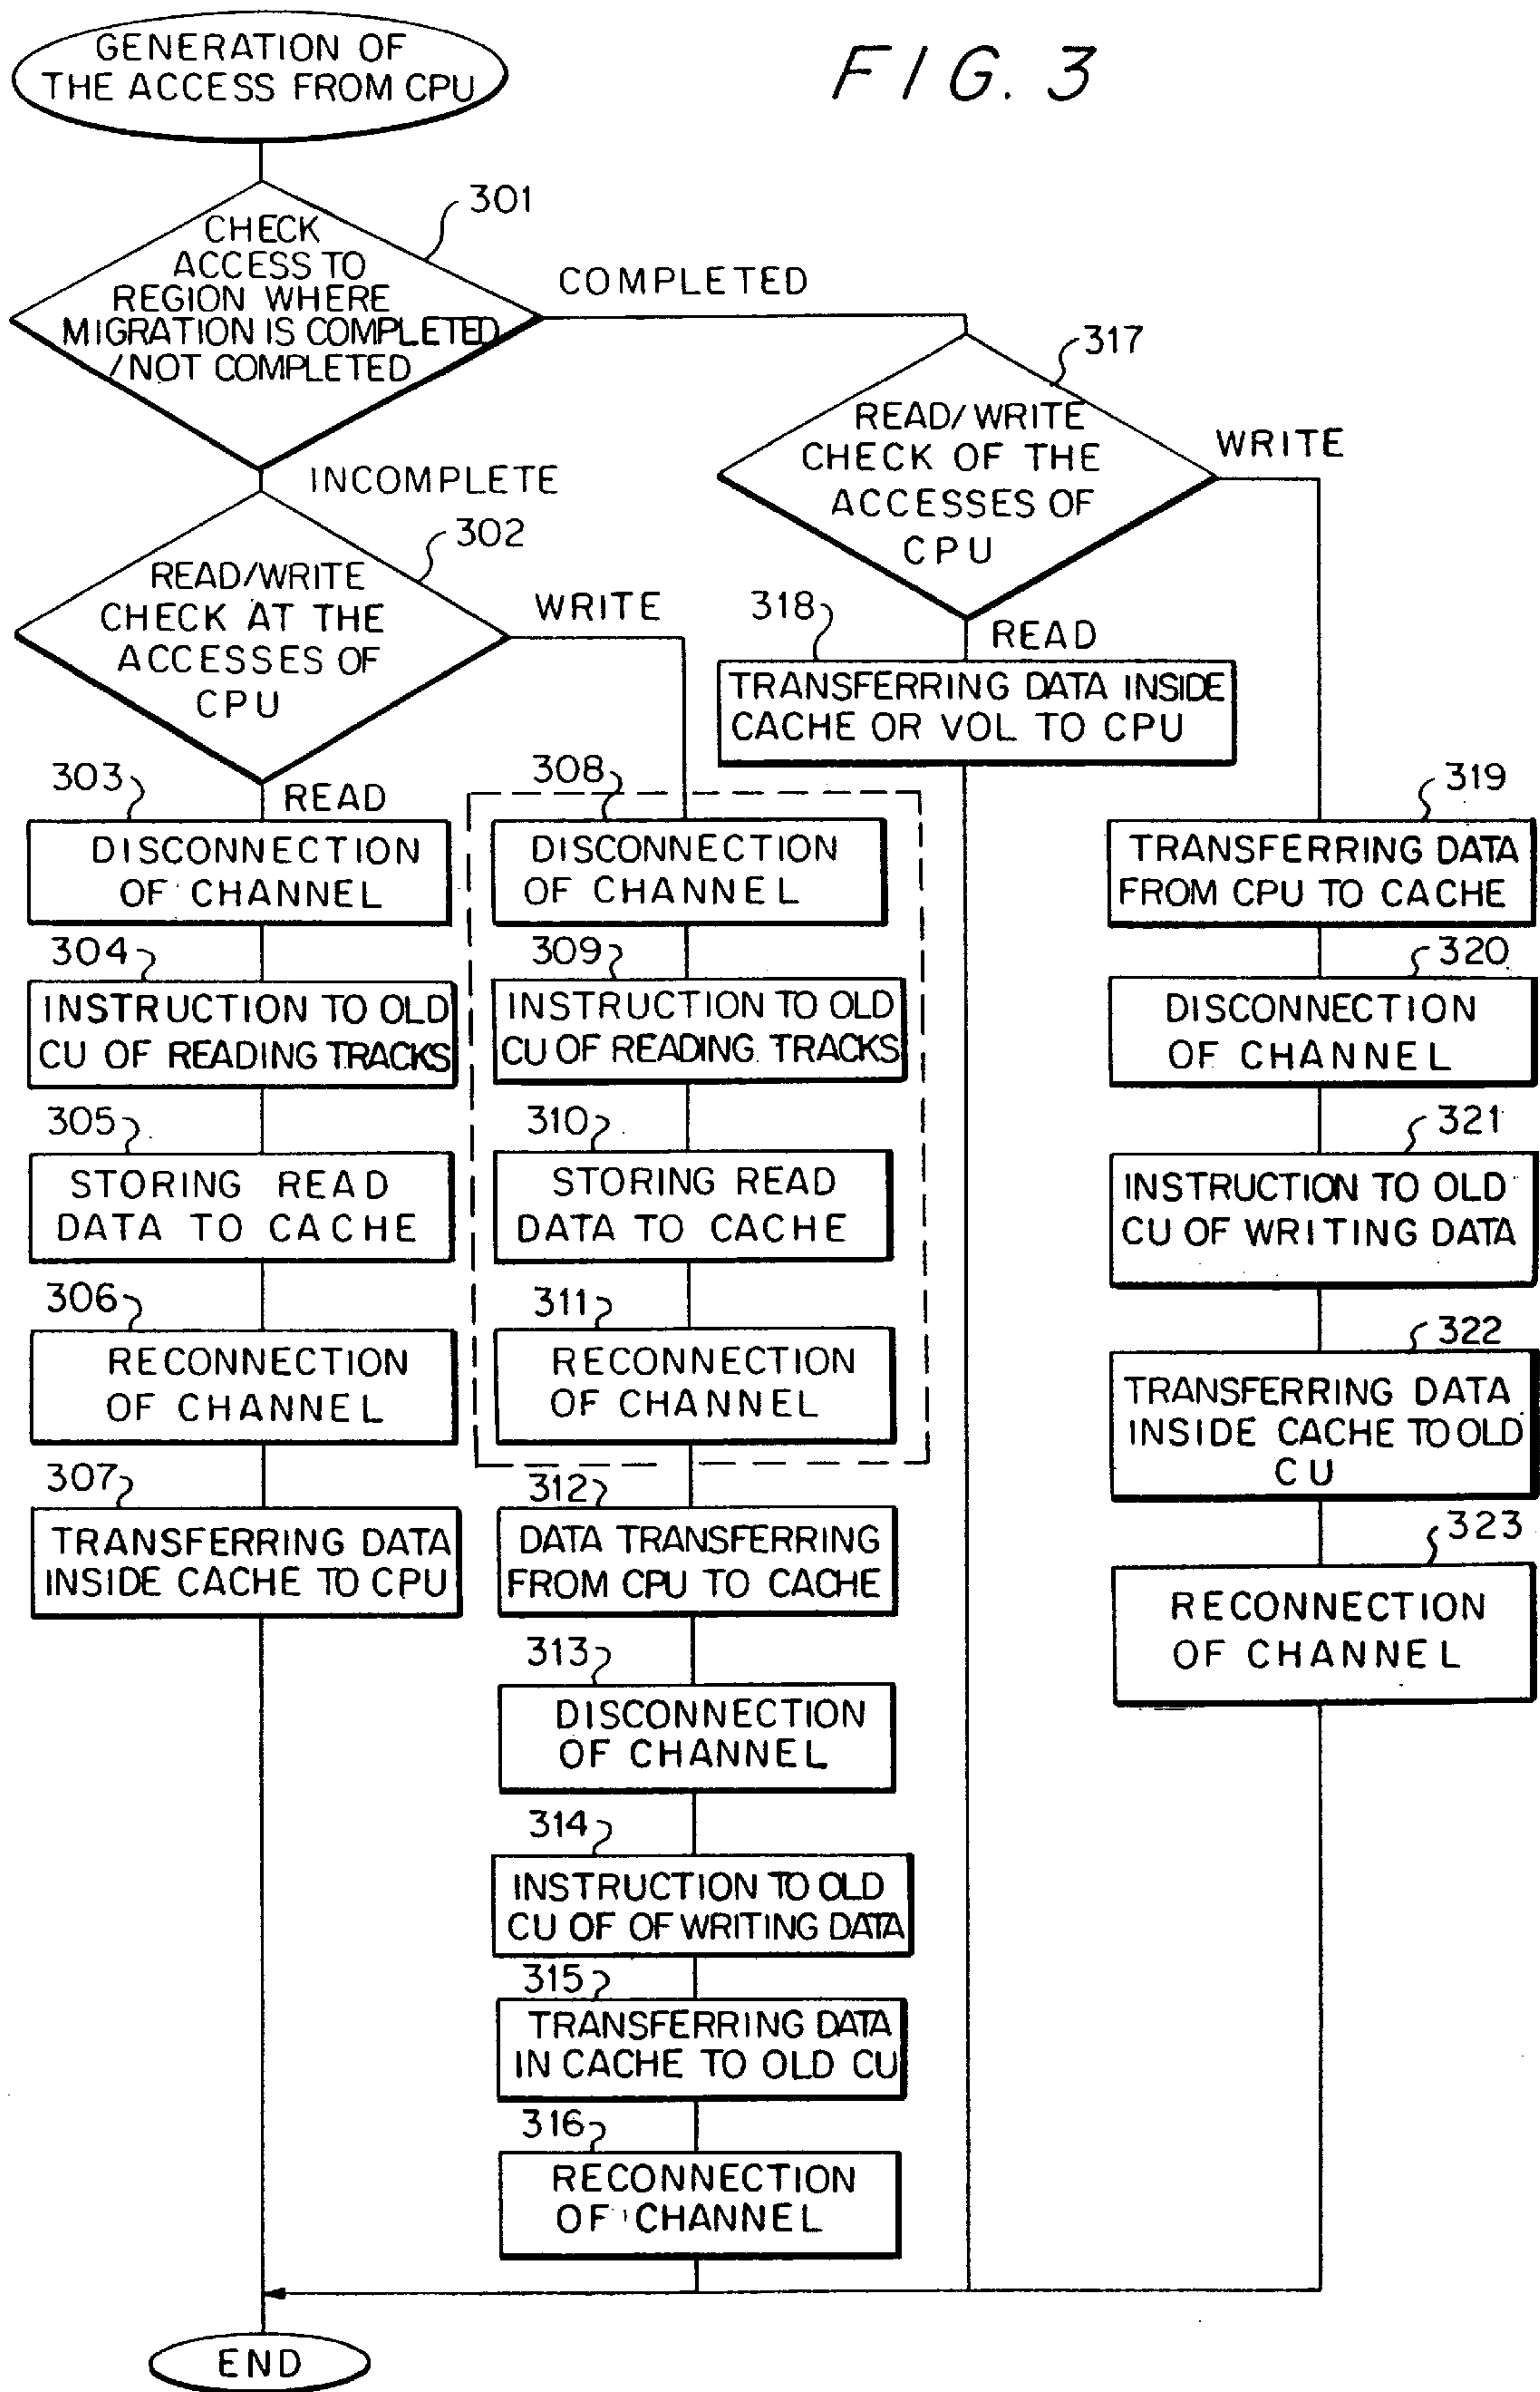 FIG. 3
GENERATION OF
THE ACCESS FROM CPU
301
CHECK
ACCESS TO
REGION WHERE
MIGRATION IS COMPLETED
/NOT COMPLETED
COMPLETED
INCOMPLETE
302
READ/WRITE
CHECK AT THE
ACCESSES OF
CPU
WRITE
READ
303
DISCONNECTION
OF CHANNEL
304
INSTRUCTION TO OLD
CU OF READING TRACKS
305
STORING READ
DATA TO CACHE
306
RECONNECTION
OF CHANNEL
307
TRANSFERRING DATA
INSIDE CACHE TO CPU
308
DISCONNECTION
OF CHANNEL
309
INSTRUCTION TO OLD
CU OF READING TRACKS
310
STORING READ
DATA TO CACHE
311
RECONNECTION
OF CHANNEL
312
DATA TRANSFERRING
FROM CPU TO CACHE
313
DISCONNECTION
OF CHANNEL
314
INSTRUCTION TO OLD
CU OF OF WRITING DATA
315
TRANSFERRING DATA
IN CACHE TO OLD CU
316
RECONNECTION
OF CHANNEL
317
READ/WRITE
CHECK OF THE
ACCESSES OF
CPU
WRITE
READ
318
TRANSFERRING DATA INSIDE
CACHE OR VOL TO CPU
319
TRANSFERRING DATA
FROM CPU TO CACHE
320
DISCONNECTION
OF CHANNEL
321
INSTRUCTION TO OLD
CU OF WRITING DATA
322
TRANSFERRING DATA
INSIDE CACHE TO OLD
CU
323
RECONNECTION
OF CHANNEL
END